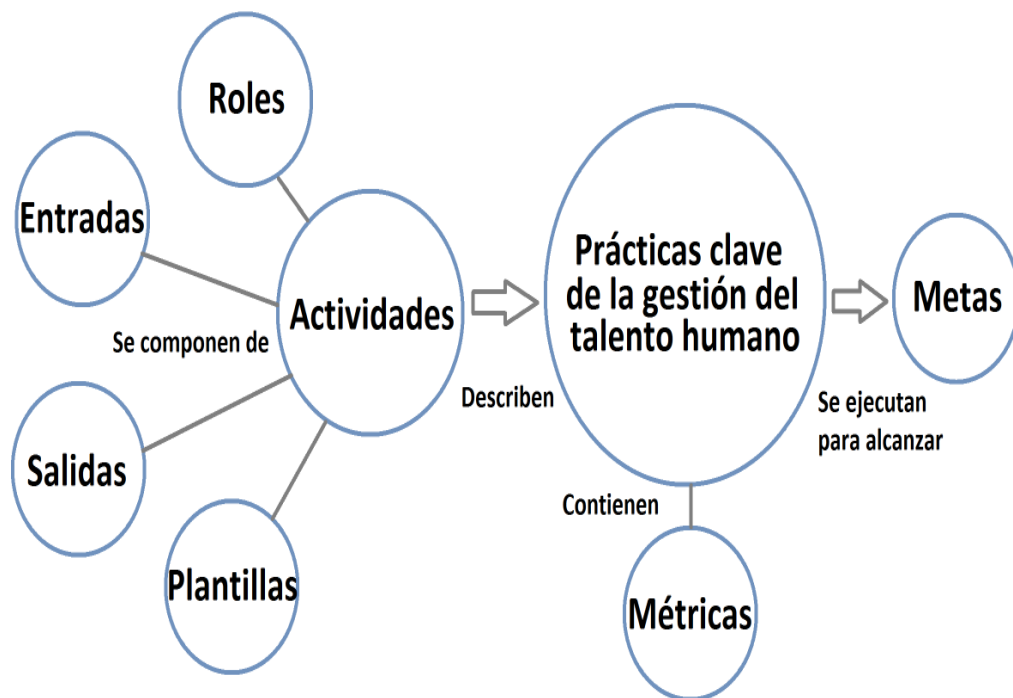 Roles
Entradas
Se componen de
Actividades
Salidas
Plantillas
Describen
Prácticas clave
de la gestión del
talento humano
Contienen
Métricas
Se ejecutan
para alcanzar
Metas